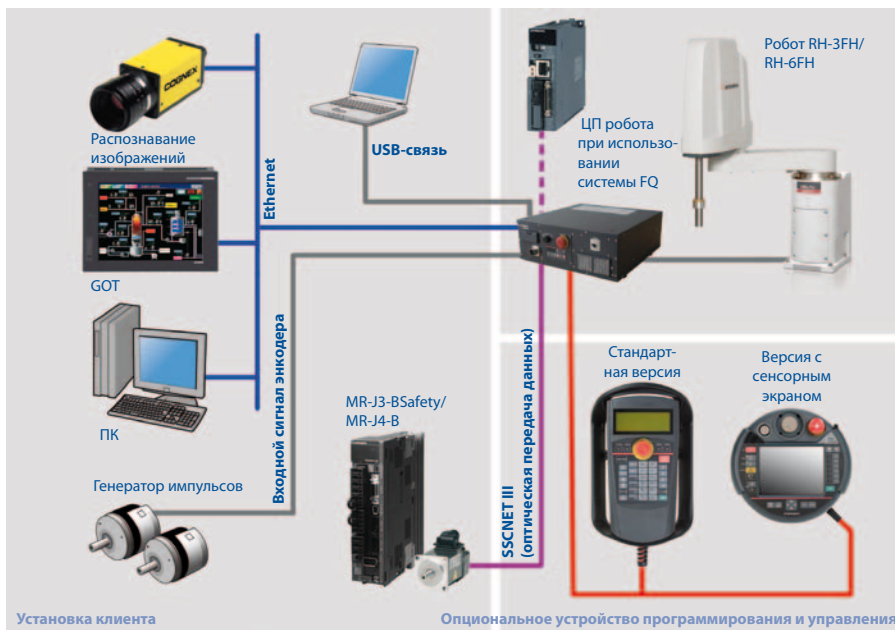 COGNEX
Распознавание
изображений
GOT
ПК
Генератор импульсов
Ethernet
USB-связь
Входной сигнал энкодера
MR-J3-BSafety/
MR-J4-B
SSCNET III
(оптическая передача данных)
ЦП робота
при использо-
вании
системы FQ
Робот RH-3FH/
RH-6FH
Стандарт-
ная версия
Версия с
сенсорным
экраном
Установка клиента
Опциональное устройство программирования и управления